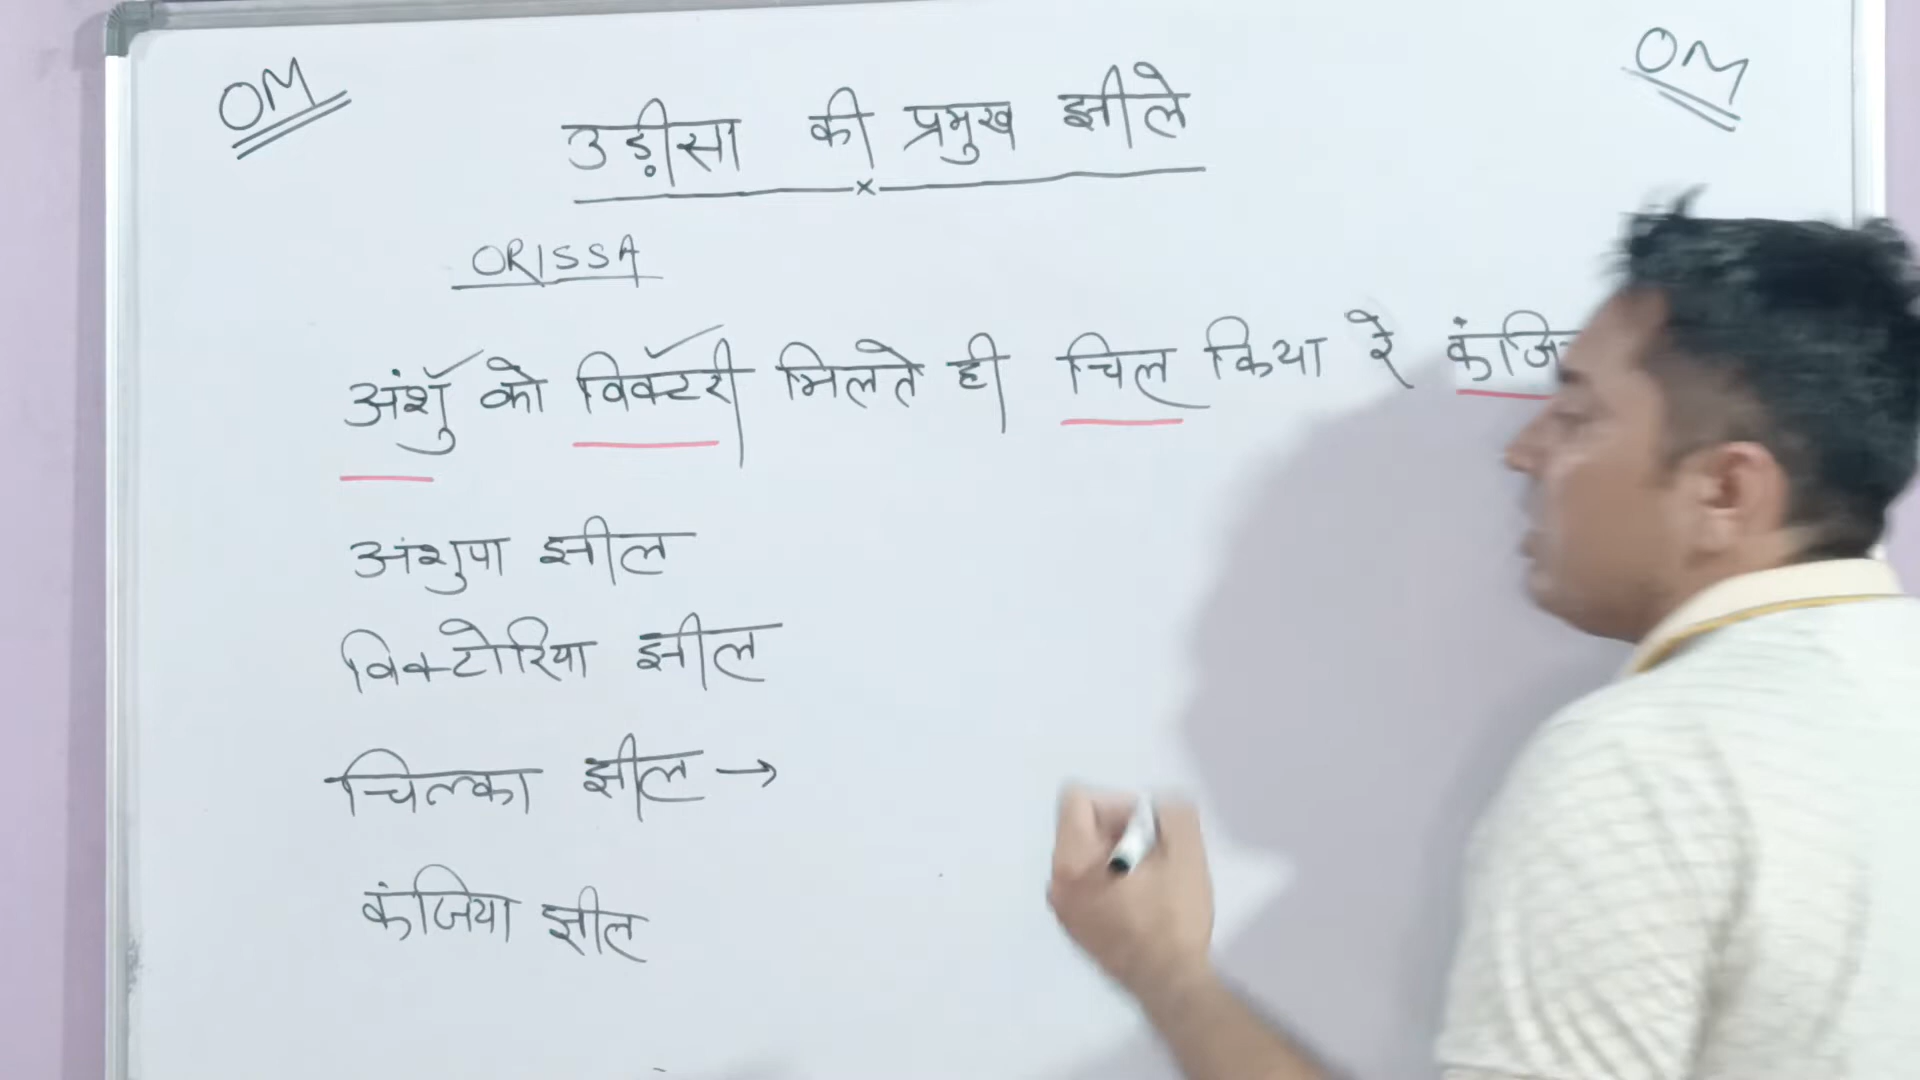 OM
OM
उड़ीसा की प्रमुख झीले
ORISSA
अंशु को विक्टरी मिलते ही चिल किया रे
अंशुपा झील
विक्टोरिया झील
चिल्का झील →
कंजिया झील